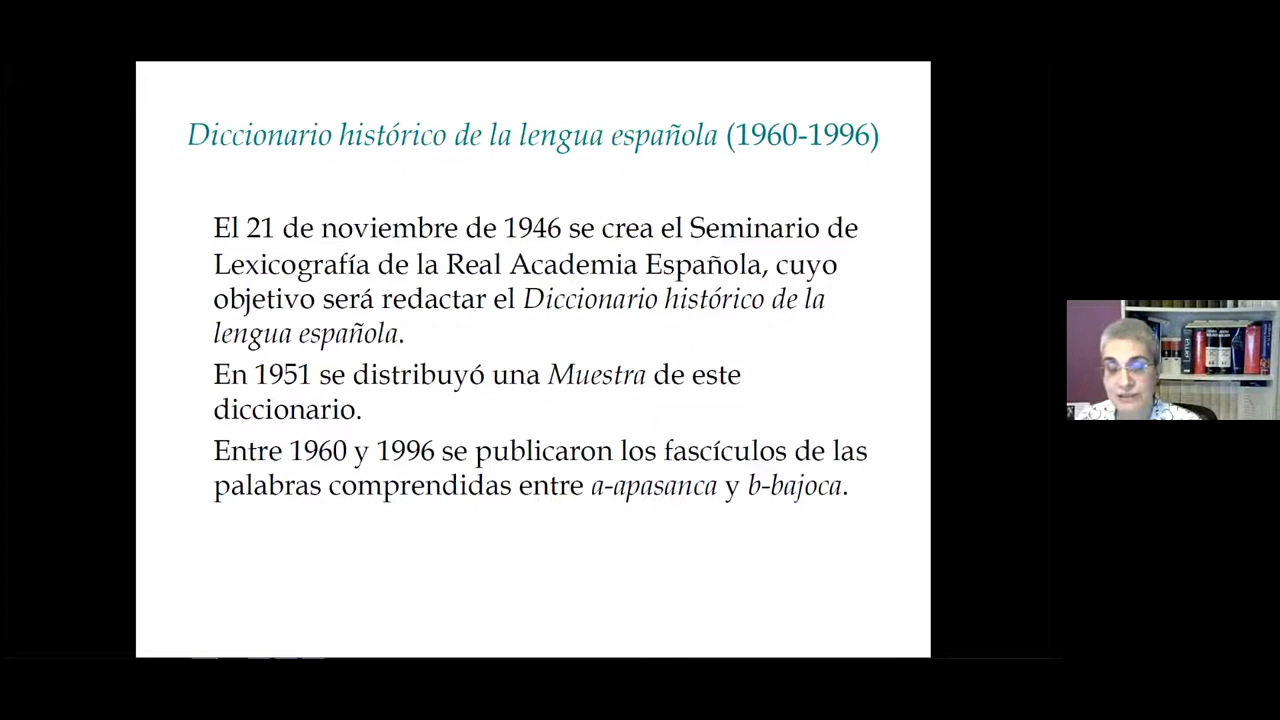 Diccionario histórico de la lengua española (1960-1996)
El 21 de noviembre de 1946 se crea el Seminario de
Lexicografía de la Real Academia Española, cuyo
objetivo será redactar el Diccionario histórico de la
lengua española.
En 1951 se distribuyó una Muestra de este
diccionario.
Entre 1960 y 1996 se publicaron los fascículos de las
palabras comprendidas entre a-apasanca y b-bajoca.